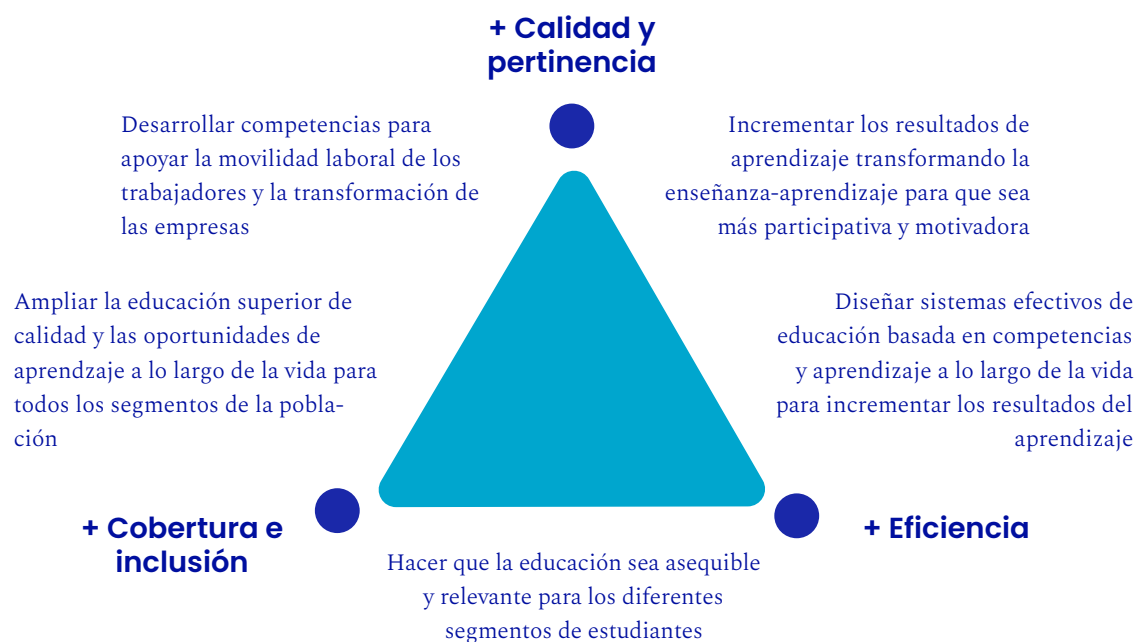 + Calidad y
pertinencia
Desarrollar competencias para
apoyar la movilidad laboral de los
trabajadores y la transformación de
las empresas
Incrementar los resultados de
aprendizaje transformando la
enseñanza-aprendizaje para que sea
más participativa y motivadora
Ampliar la educación superior de
calidad y las oportunidades de
aprendzaje a lo largo de la vida para
todos los segmentos de la pobla-
ción
Diseñar sistemas efectivos de
educación basada en competencias
y aprendizaje a lo largo de la vida
para incrementar los resultados del
aprendizaje
+ Cobertura e
inclusión
+ Eficiencia
Hacer que la educación sea asequible
y relevante para los diferentes
segmentos de estudiantes